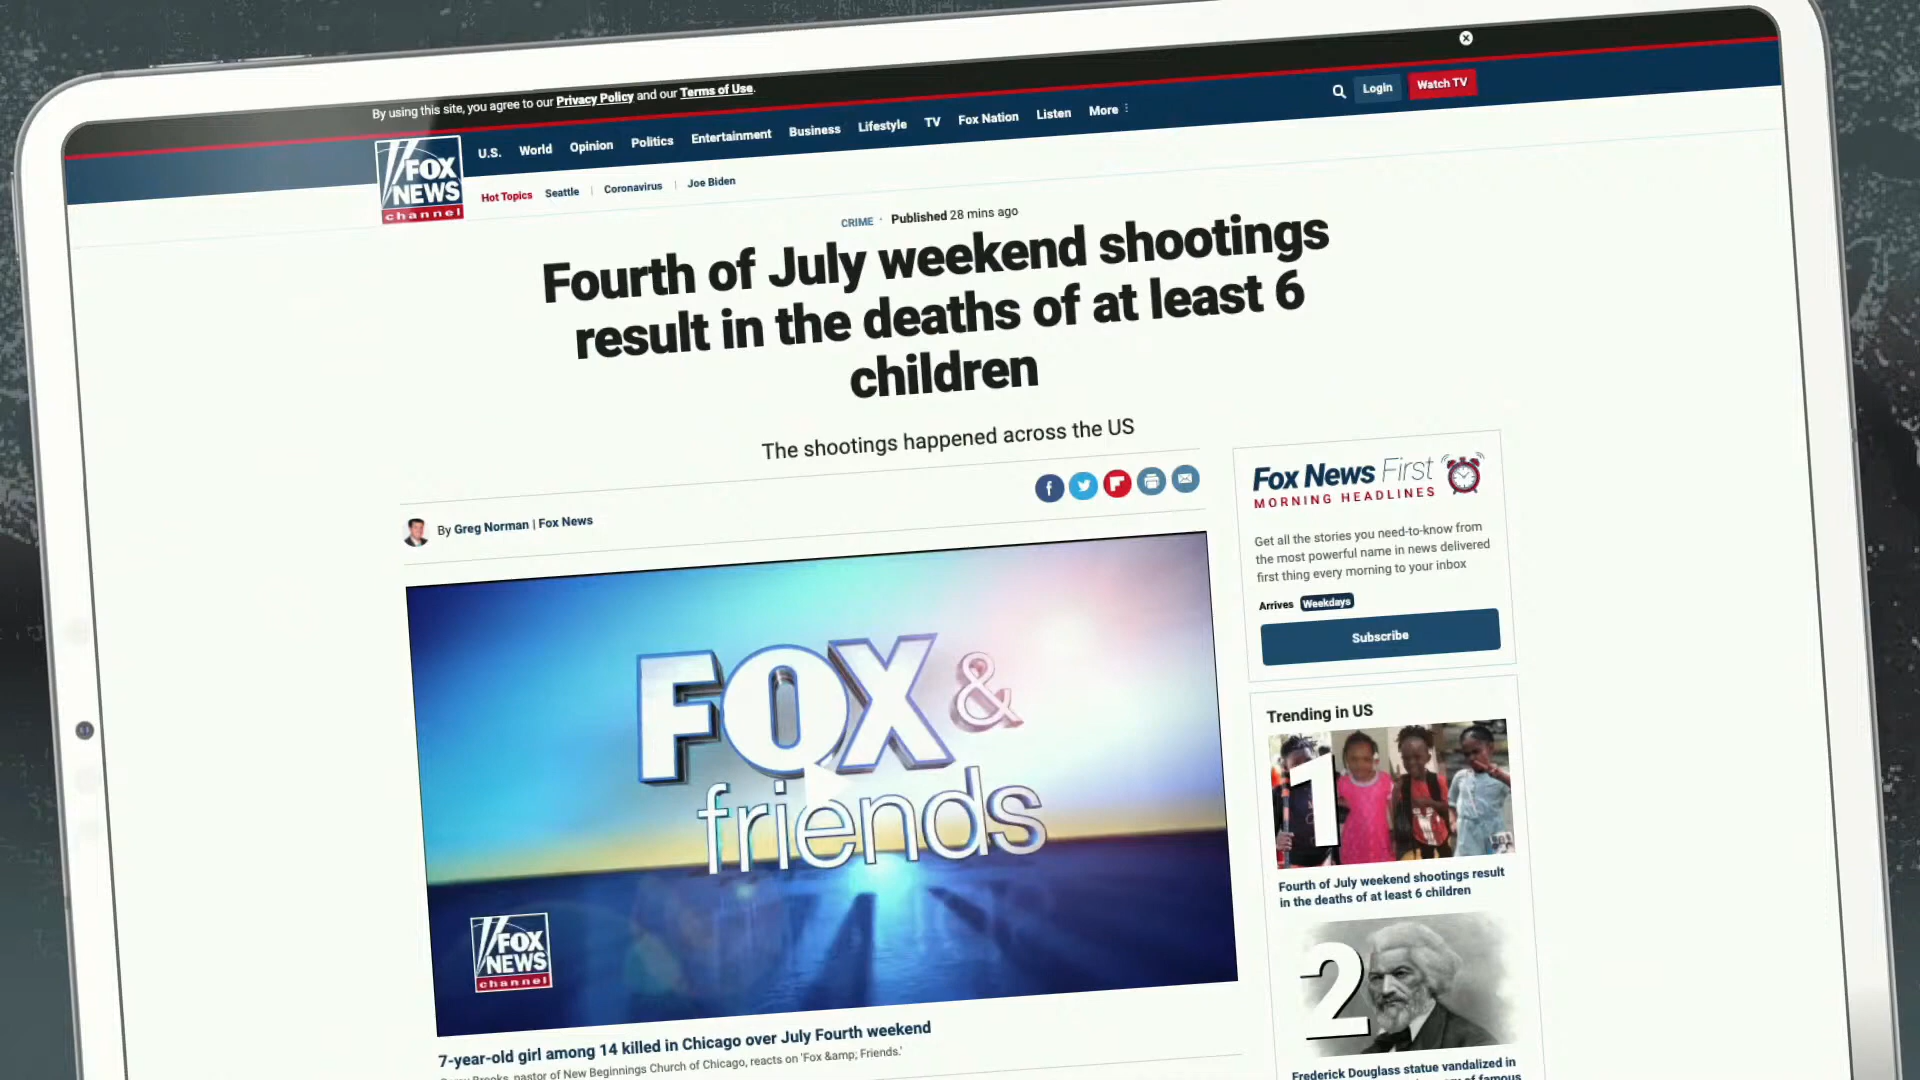 By using this site, you agree to our Privacy Policy and our Terms of Use.
FOX
NEWS
channel
U.S. World Opinion Politics Entertainment Business Lifestyle TV Fox Nation Listen More
Login
Watch TV
Hot Topics Seattle | Coronavirus | Joe Biden
CRIME · Published 28 mins ago
Fourth of July weekend shootings
result in the deaths of at least 6
children
The shootings happened across the US
By Greg Norman | Fox News
FOX &
friends
FOX
NEWS
channel
7-year-old girl among 14 killed in Chicago over July Fourth weekend
Brooks, pastor of New Beginnings Church of Chicago, reacts on 'Fox &amp; Friends.'
Fox News First
MORNING HEADLINES
Get all the stories you need-to-know from
the most powerful name in news delivered
first thing every morning to your inbox
Arrives Weekdays
Subscribe
Trending in US
1
Fourth of July weekend shootings result
in the deaths of at least 6 children
2
Frederick Douglass statue vandalized in
of famous